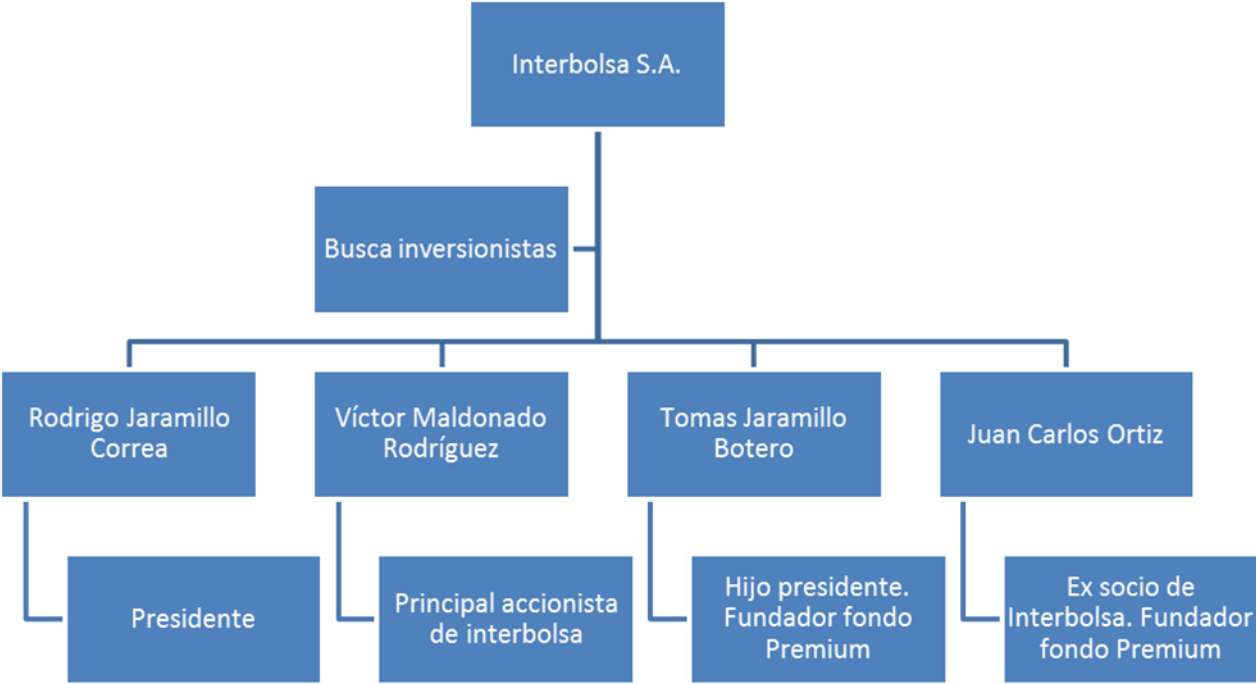 Interbolsa S.A.
Busca inversionistas
Rodrigo Jaramillo
Correa
Víctor Maldonado
Rodríguez
Tomas Jaramillo
Botero
Juan Carlos Ortiz
Presidente
Principal accionista
de interbolsa
Hijo presidente.
Fundador fondo
Premium
Ex socio de
Interbolsa. Fundador
fondo Premium